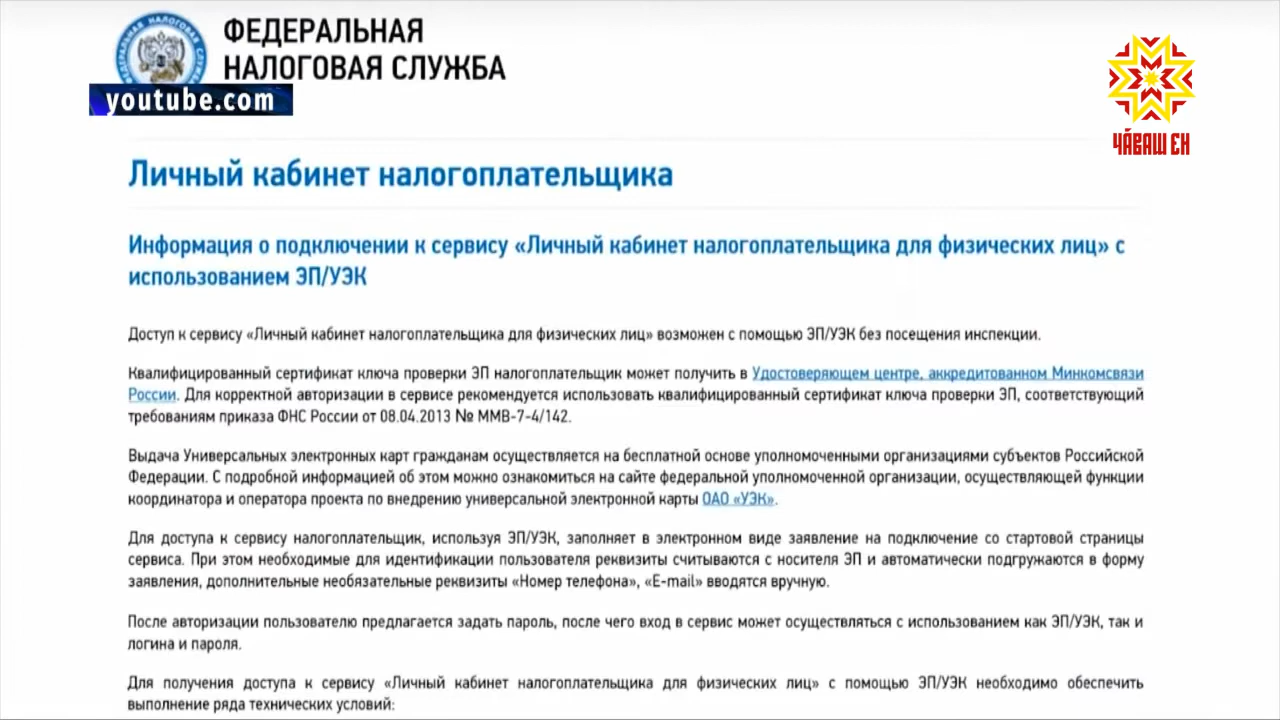 ФЕДЕРАЛЬНАЯ
НАЛОГОВАЯ СЛУЖБА
ФЕДЕРАЛЬНАЯ НАЛОГОВАЯ СЛУЖБА
youtube.com
ЧӐВАШ ЕН
Личный кабинет налогоплательщика
Информация о подключении к сервису «Личный кабинет налогоплательщика для физических лиц» с
использованием ЭП/УЭК
Доступ к сервису «Личный кабинет налогоплательщика для физических лиц» возможен с помощью ЭП/УЭК без посещения инспекции.
Квалифицированный сертификат ключа проверки ЭП налогоплательщик может получить в Удостоверяющем центре, аккредитованном Минкомсвязи
России. Для корректной авторизации в сервисе рекомендуется использовать квалифицированный сертификат ключа проверки ЭП, соответствующий
требованиям приказа ФНС России от 08.04.2013 № ММВ-7-4/142.
Выдача Универсальных электронных карт гражданам осуществляется на бесплатной основе уполномоченными организациями субъектов Российской
Федерации. С подробной информацией об этом можно ознакомиться на сайте федеральной уполномоченной организации, осуществляющей функции
координатора и оператора проекта по внедрению универсальной электронной карты ОАО «УЭК».
Для доступа к сервису налогоплательщик, используя ЭП/УЭК, заполняет в электронном виде заявление на подключение со стартовой страницы
сервиса. При этом необходимые для идентификации пользователя реквизиты считываются с носителя ЭП и автоматически подгружаются в форму
заявления, дополнительные необязательные реквизиты «Номер телефона», «E-mail» вводятся вручную.
После авторизации пользователю предлагается задать пароль, после чего вход в сервис может осуществляться с использованием как ЭП/УЭК, так и
логина и пароля.
Для получения доступа к сервису «Личный кабинет налогоплательщика для физических лиц» с помощью ЭП/УЭК необходимо обеспечить
выполнение ряда технических условий: